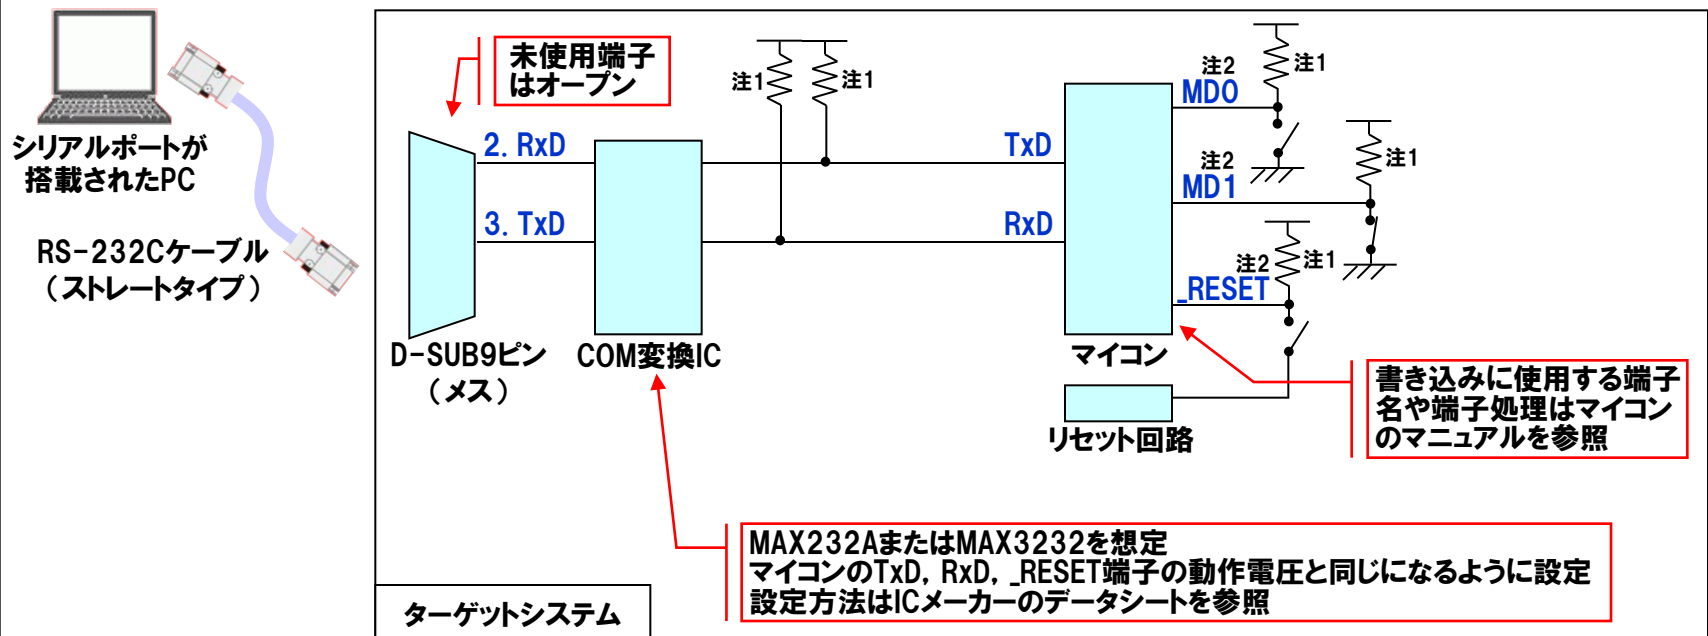 シリアルポートが
搭載されたPC
RS-232Cケーブル
(ストレートタイプ)
未使用端子
はオープン
2. RxD
3. TxD
D-SUB9ピン
(メス)
COM変換IC
注1
注1
TxD
RxD
マイコン
リセット回路
注2
MD0
注1
注2
MD1
注1
注2
_RESET
注1
書き込みに使用する端子
名や端子処理はマイコン
のマニュアルを参照
MAX232AまたはMAX3232を想定
マイコンのTxD, RxD, _RESET端子の動作電圧と同じになるように設定
設定方法はICメーカーのデータシートを参照
ターゲットシステム